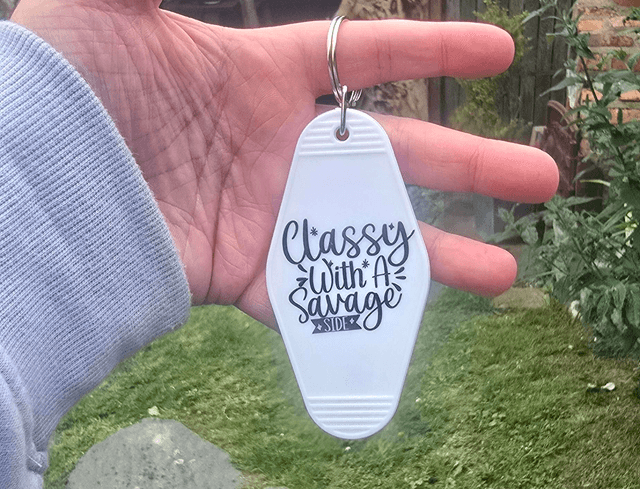 Classy
With A
Savage
SIDE